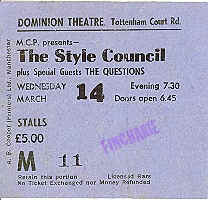 DOMINION THEATRE, Tottenham Court Rd.
M.C.P. presents—
The Style Council
plus Special Guests THE QUESTIONS
WEDNESDAY 14 Evening 7.30
MARCH Doors open 6.45
STALLS
£5.00
FINCHALE
M 11
Retain this portion Licensed Bars
No Ticket Exchanged nor Money Refunded